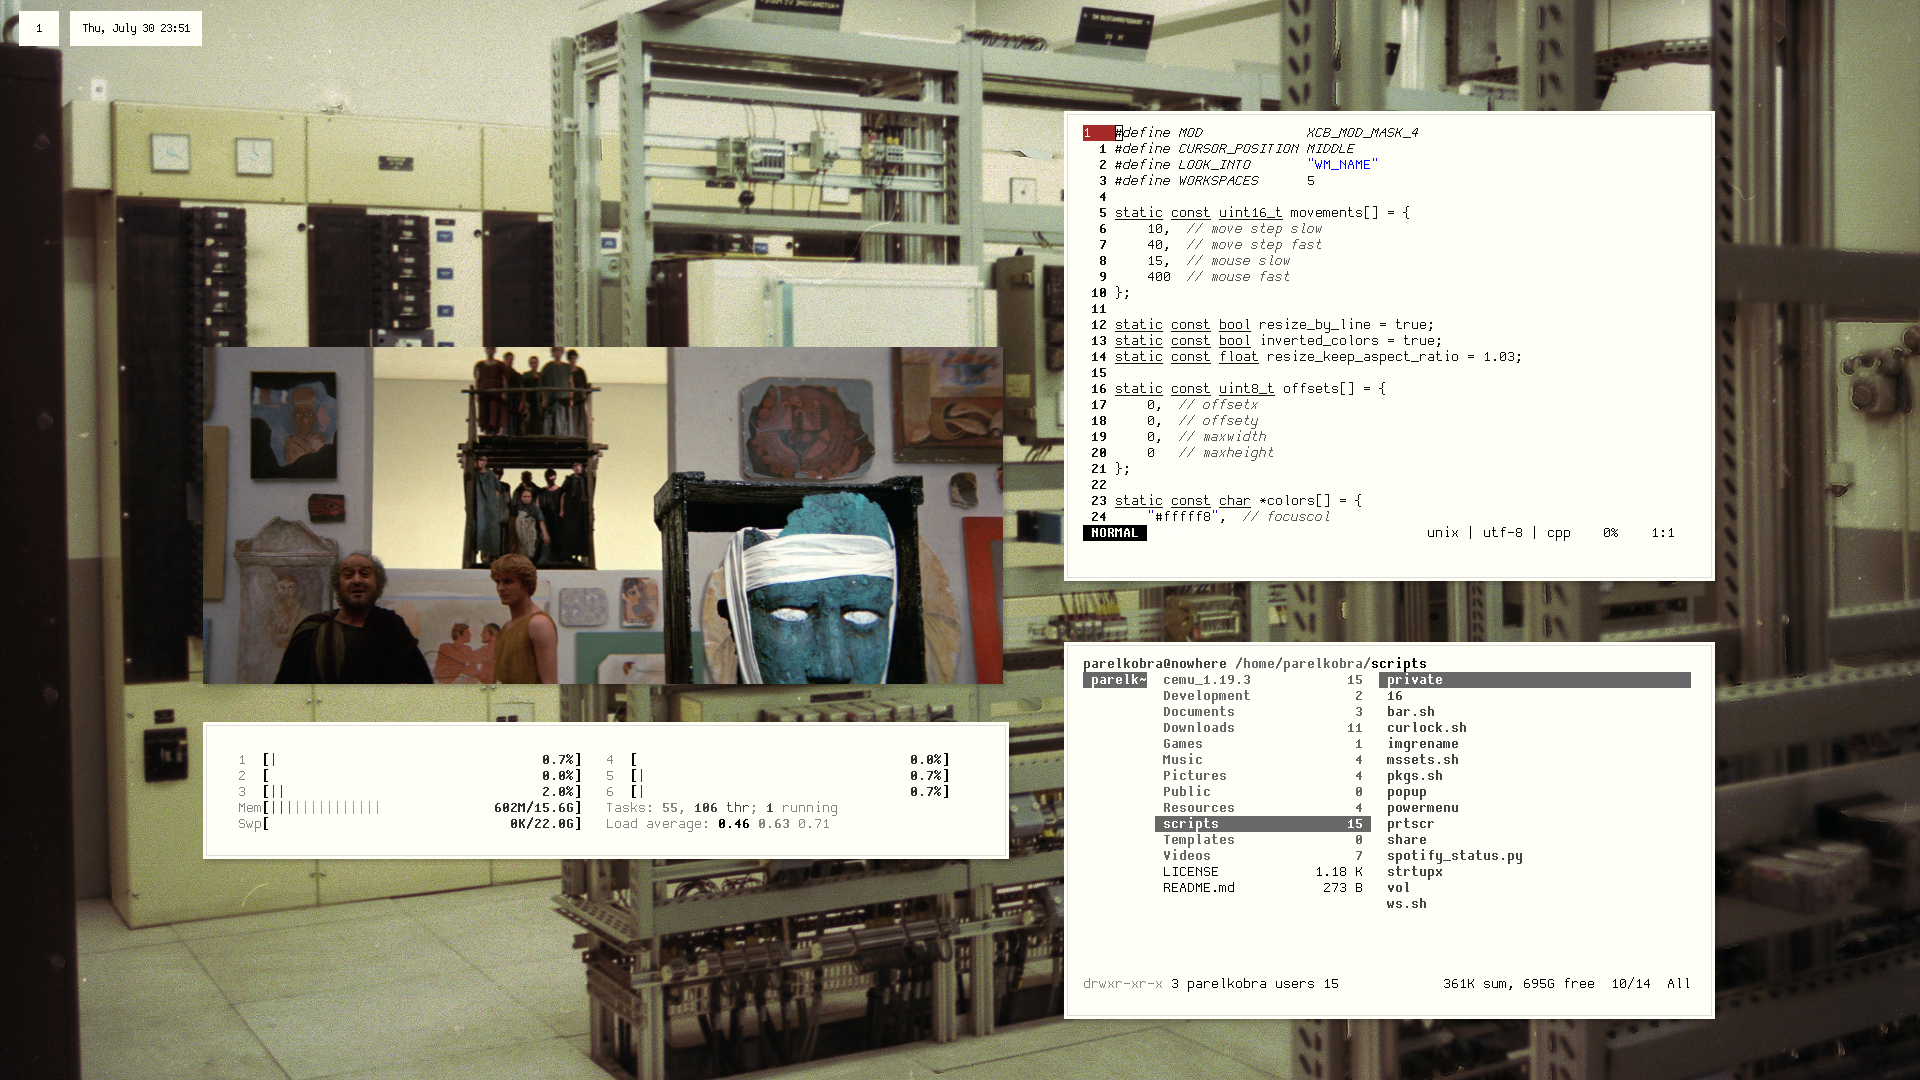 1
Thu, July 30 23:51
1 #define MOD XCB_MOD_MASK_4
1 #define CURSOR_POSITION MIDDLE
2 #define LOOK_INTO "WM_NAME"
3 #define WORKSPACES 5
4
5 static const uint16_t movements[] = {
6 10, // move step slow
7 40, // move step fast
8 15, // mouse slow
9 400 // mouse fast
10 };
11
12 static const bool resize_by_line = true;
13 static const bool inverted_colors = true;
14 static const float resize_keep_aspect_ratio = 1.03;
15
16 static const uint8_t offsets[] = {
17 0, // offsetx
18 0, // offsety
19 0, // maxwidth
20 0 // maxheight
21 };
22
23 static const char *colors[] = {
24 "#fffff8", // focuscol
NORMAL unix | utf-8 | cpp 0% 1:1
1 [| 0.7%] 4 [ 0.0%]
2 [ 0.0%] 5 [| 0.7%]
3 [|| 2.0%] 6 [| 0.7%]
Mem[|||||||||||||| 602M/15.6G] Tasks: 55, 106 thr; 1 running
Swp[ 0K/22.0G] Load average: 0.46 0.63 0.71
parelkobra@nowhere /home/parelkobra/scripts
parelk~ cemu_1.19.3 15 private
Development 2 16
Documents 3 bar.sh
Downloads 11 curlock.sh
Games 1 imgrename
Music 4 mssets.sh
Pictures 4 pkgs.sh
Public 0 popup
Resources 4 powermenu
scripts 15 prtscr
Templates 0 share
Videos 7 spotify_status.py
LICENSE 1.18 K strtupx
README.md 273 B vol
ws.sh
drwxr-xr-x 3 parelkobra users 15 361K sum, 695G free 10/14 All